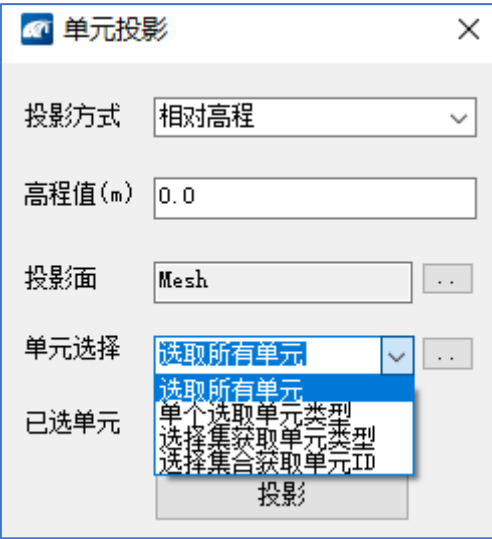 单元投影
投影方式 相对高程
高程值(m) 0.0
投影面 Mesh ..
单元选择 选取所有单元 ..
选取所有单元
单个选取单元类型
已选单元 选择集获取单元类型
选择集合获取单元ID
投影